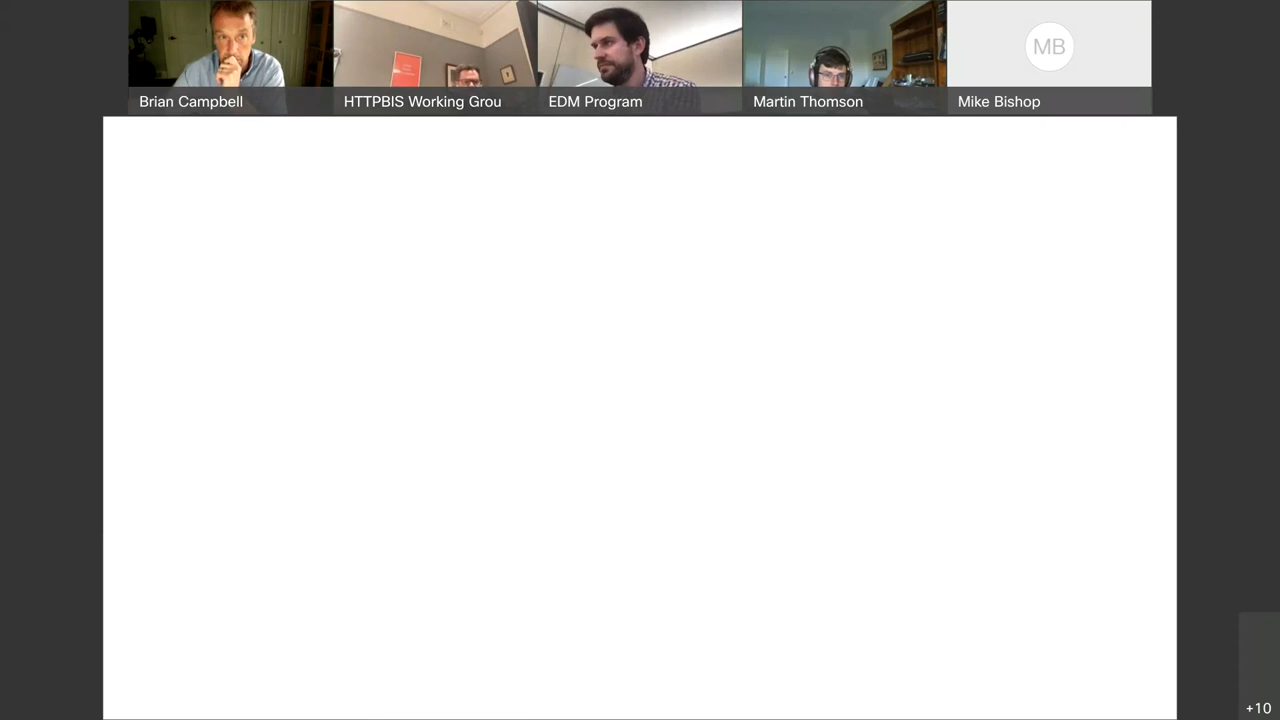 Brian Campbell
HTTPBIS Working Grou
EDM Program
Martin Thomson
MB
Mike Bishop
+10